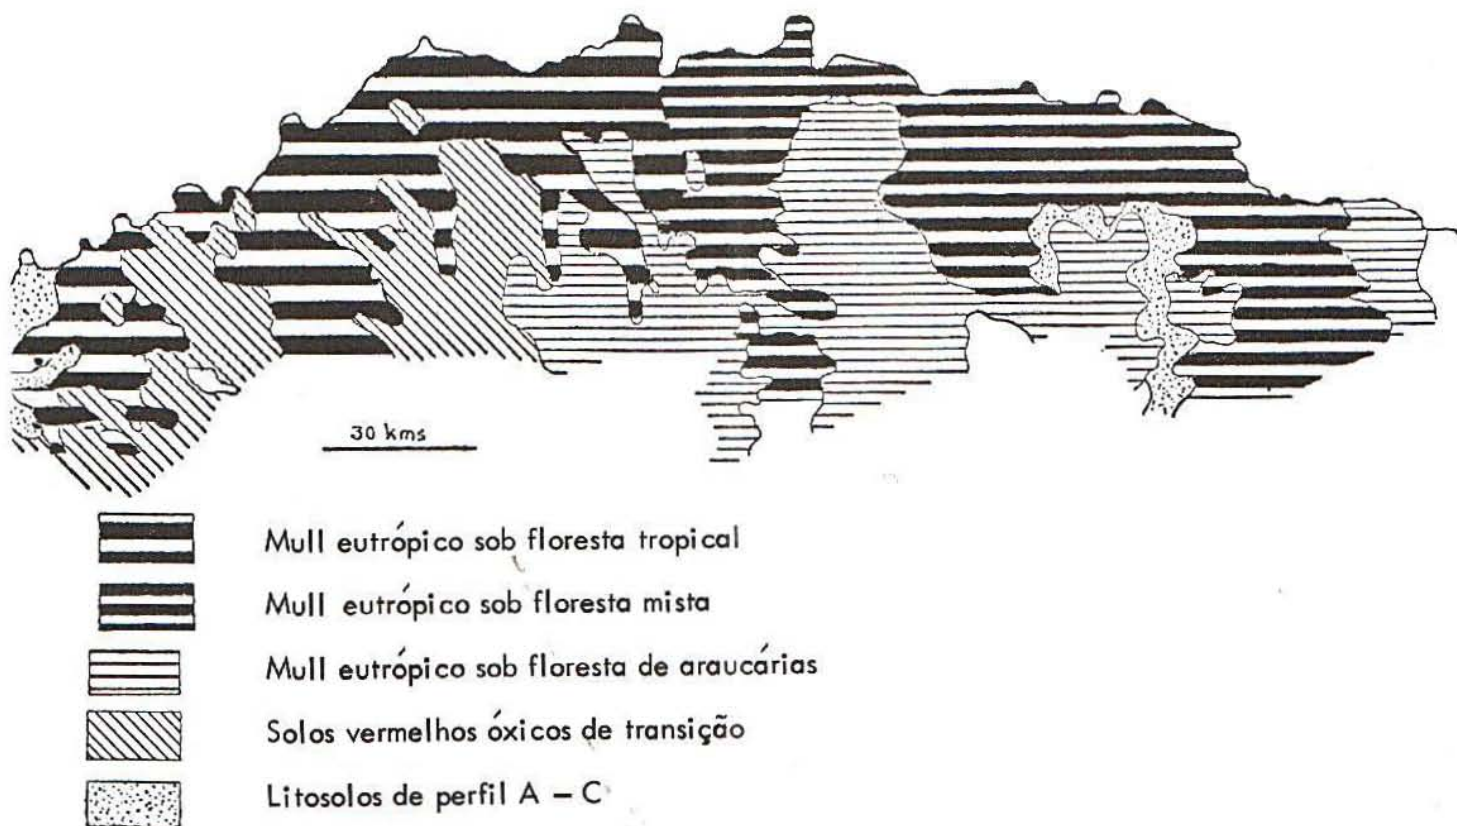 30 kms
Mull eutrópico sob floresta tropical
Mull eutrópico sob floresta mista
Mull eutrópico sob floresta de araucárias
Solos vermelhos óxicos de transição
Litosolos de perfil A – C